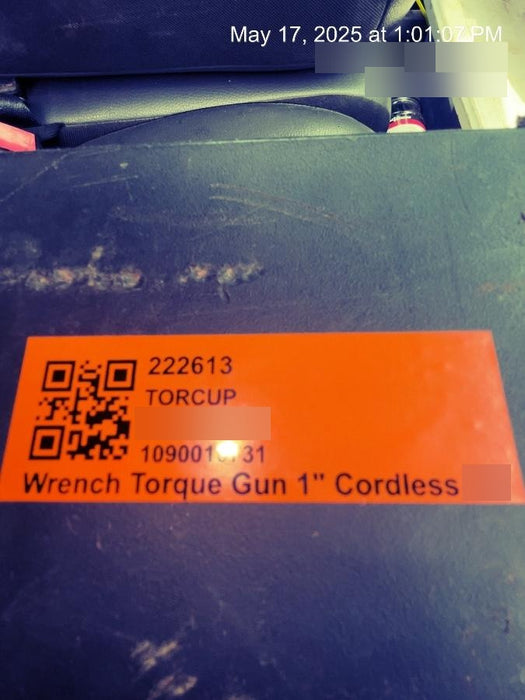 May 17, 2025 at 1:01:07 PM
222613
TORCUP
Wrench Torque Gun 1" Cordless